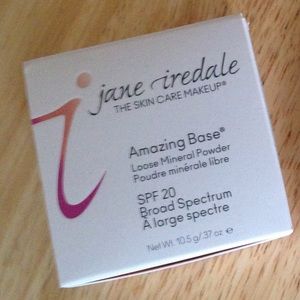 jane iredale
THE SKIN CARE MAKEUP®
Amazing Base®
Loose Mineral Powder
Poudre minérale libre
SPF 20
Broad Spectrum
À large spectre
Net Wt. 10.5 g/.37 oz. e